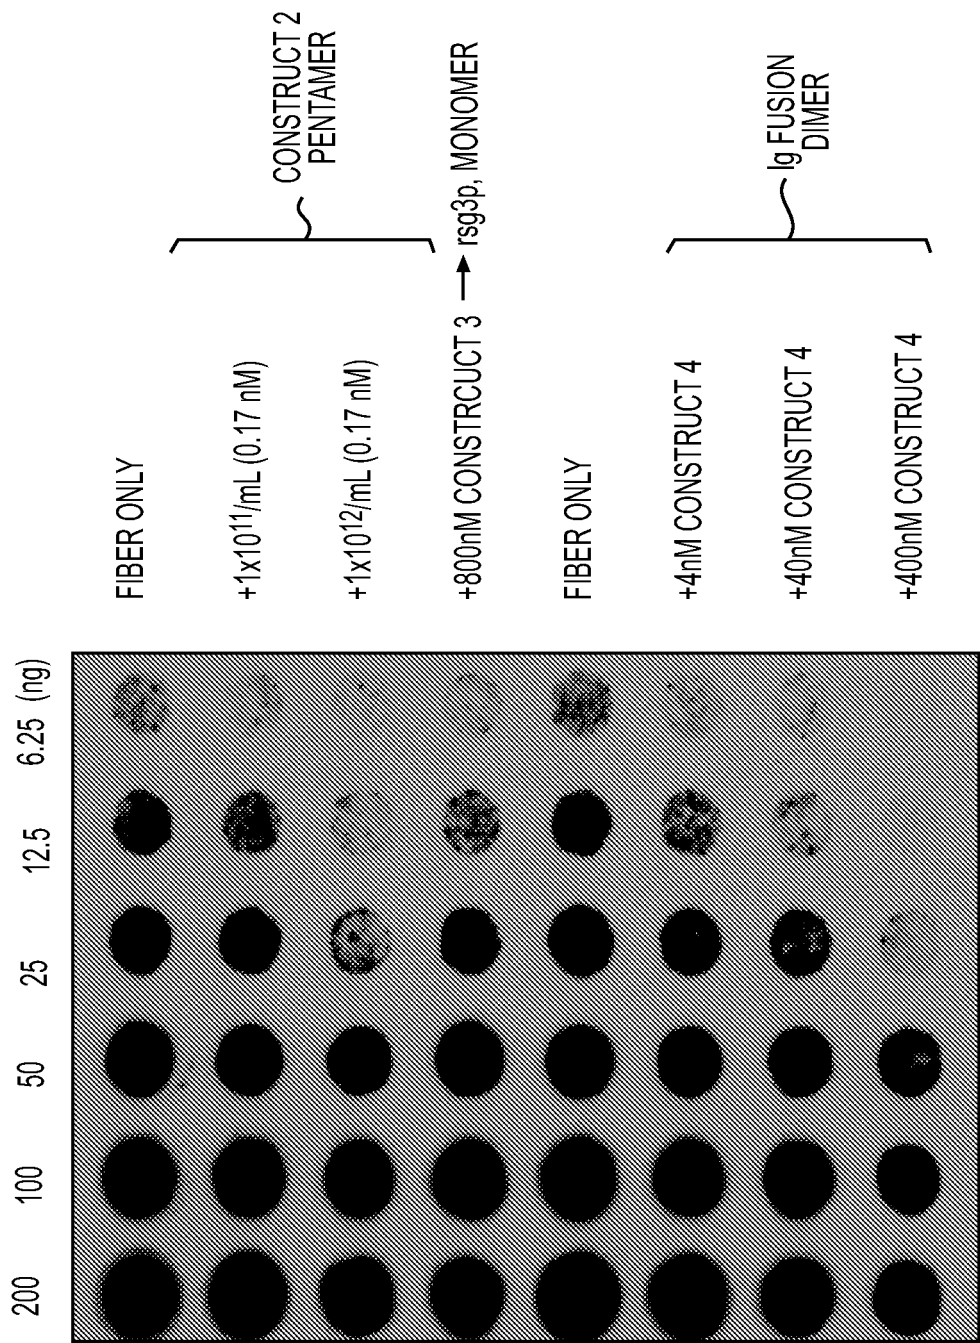 200 100 50 25 12.5 6.25 (ng)
FIBER ONLY
+1x10¹¹/mL (0.17 nM)
+1x10¹²/mL (0.17 nM)
CONSTRUCT 2
PENTAMER
+800nM CONSTRCUCT 3 → rsg3p, MONOMER
FIBER ONLY
+4nM CONSTRUCT 4
+40nM CONSTRUCT 4
+400nM CONSTRUCT 4
Ig FUSION
DIMER